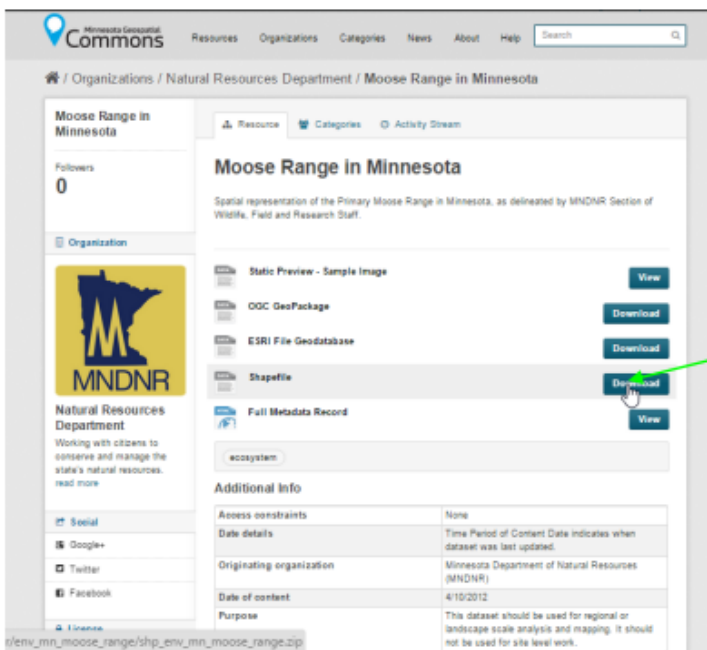 Minnesota Geospatial
Commons
Resources Organizations Categories News About Help Search
/ Organizations / Natural Resources Department / Moose Range in Minnesota
Moose Range in
Minnesota
Followers
0
Organization
MNDNR
Natural Resources
Department
Working with citizens to
conserve and manage the
state's natural resources.
read more
Social
Google+
Twitter
Facebook
License
Resource Categories Activity Stream
Moose Range in Minnesota
Spatial representation of the Primary Moose Range in Minnesota, as delineated by MNDNR Section of
Wildlife, Field and Research Staff.
Static Preview - Sample Image View
OGC GeoPackage Download
ESRI File Geodatabase Download
Shapefile Download
Full Metadata Record View
ecosystem
Additional Info
Access constraints None
Date details Time Period of Content Date indicates when
dataset was last updated.
Originating organization Minnesota Department of Natural Resources
(MNDNR)
Date of content 4/10/2012
Purpose This dataset should be used for regional or
landscape scale analysis and mapping. It should
not be used for site level work.
r/env_mn_moose_range/shp_env_mn_moose_range.zip